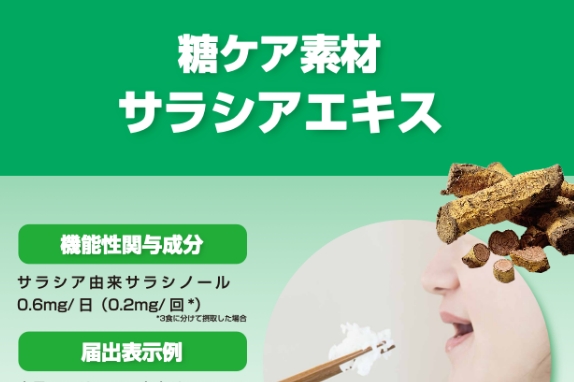 糖ケア素材
サラシアエキス
機能性関与成分
サラシア由来サラシノール
0.6mg/日（0.2mg/回*）
*3食に分けて摂取した場合
届出表示例